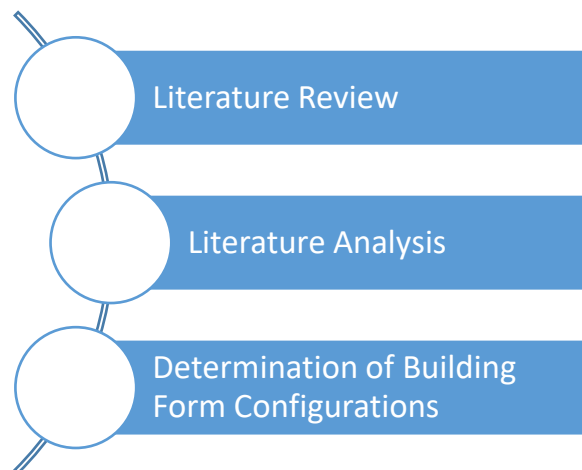 Literature Review
Literature Analysis
Determination of Building
Form Configurations